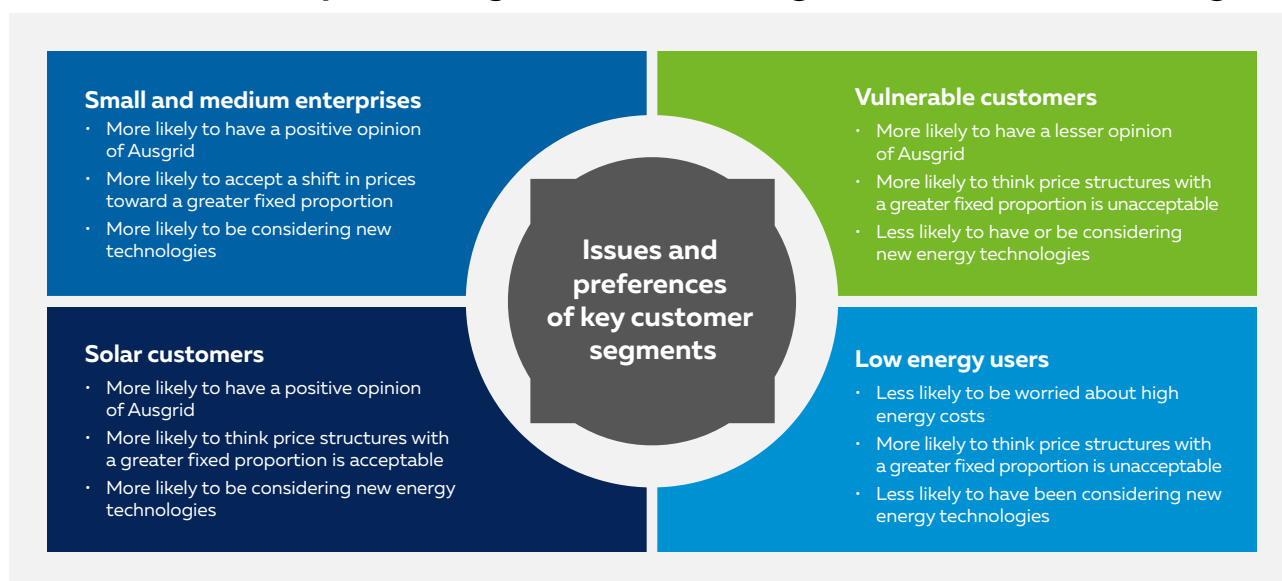 Small and medium enterprises
· More likely to have a positive opinion
of Ausgrid
· More likely to accept a shift in prices
toward a greater fixed proportion
· More likely to be considering new
technologies
Vulnerable customers
· More likely to have a lesser opinion
of Ausgrid
· More likely to think price structures with
a greater fixed proportion is unacceptable
· Less likely to have or be considering
new energy technologies
Issues and
preferences
of key customer
segments
Solar customers
· More likely to have a positive opinion
of Ausgrid
· More likely to think price structures with
a greater fixed proportion is acceptable
· More likely to be considering new energy
technologies
Low energy users
· Less likely to be worried about high
energy costs
· More likely to think price structures with
a greater fixed proportion is unacceptable
· Less likely to have been considering new
energy technologies